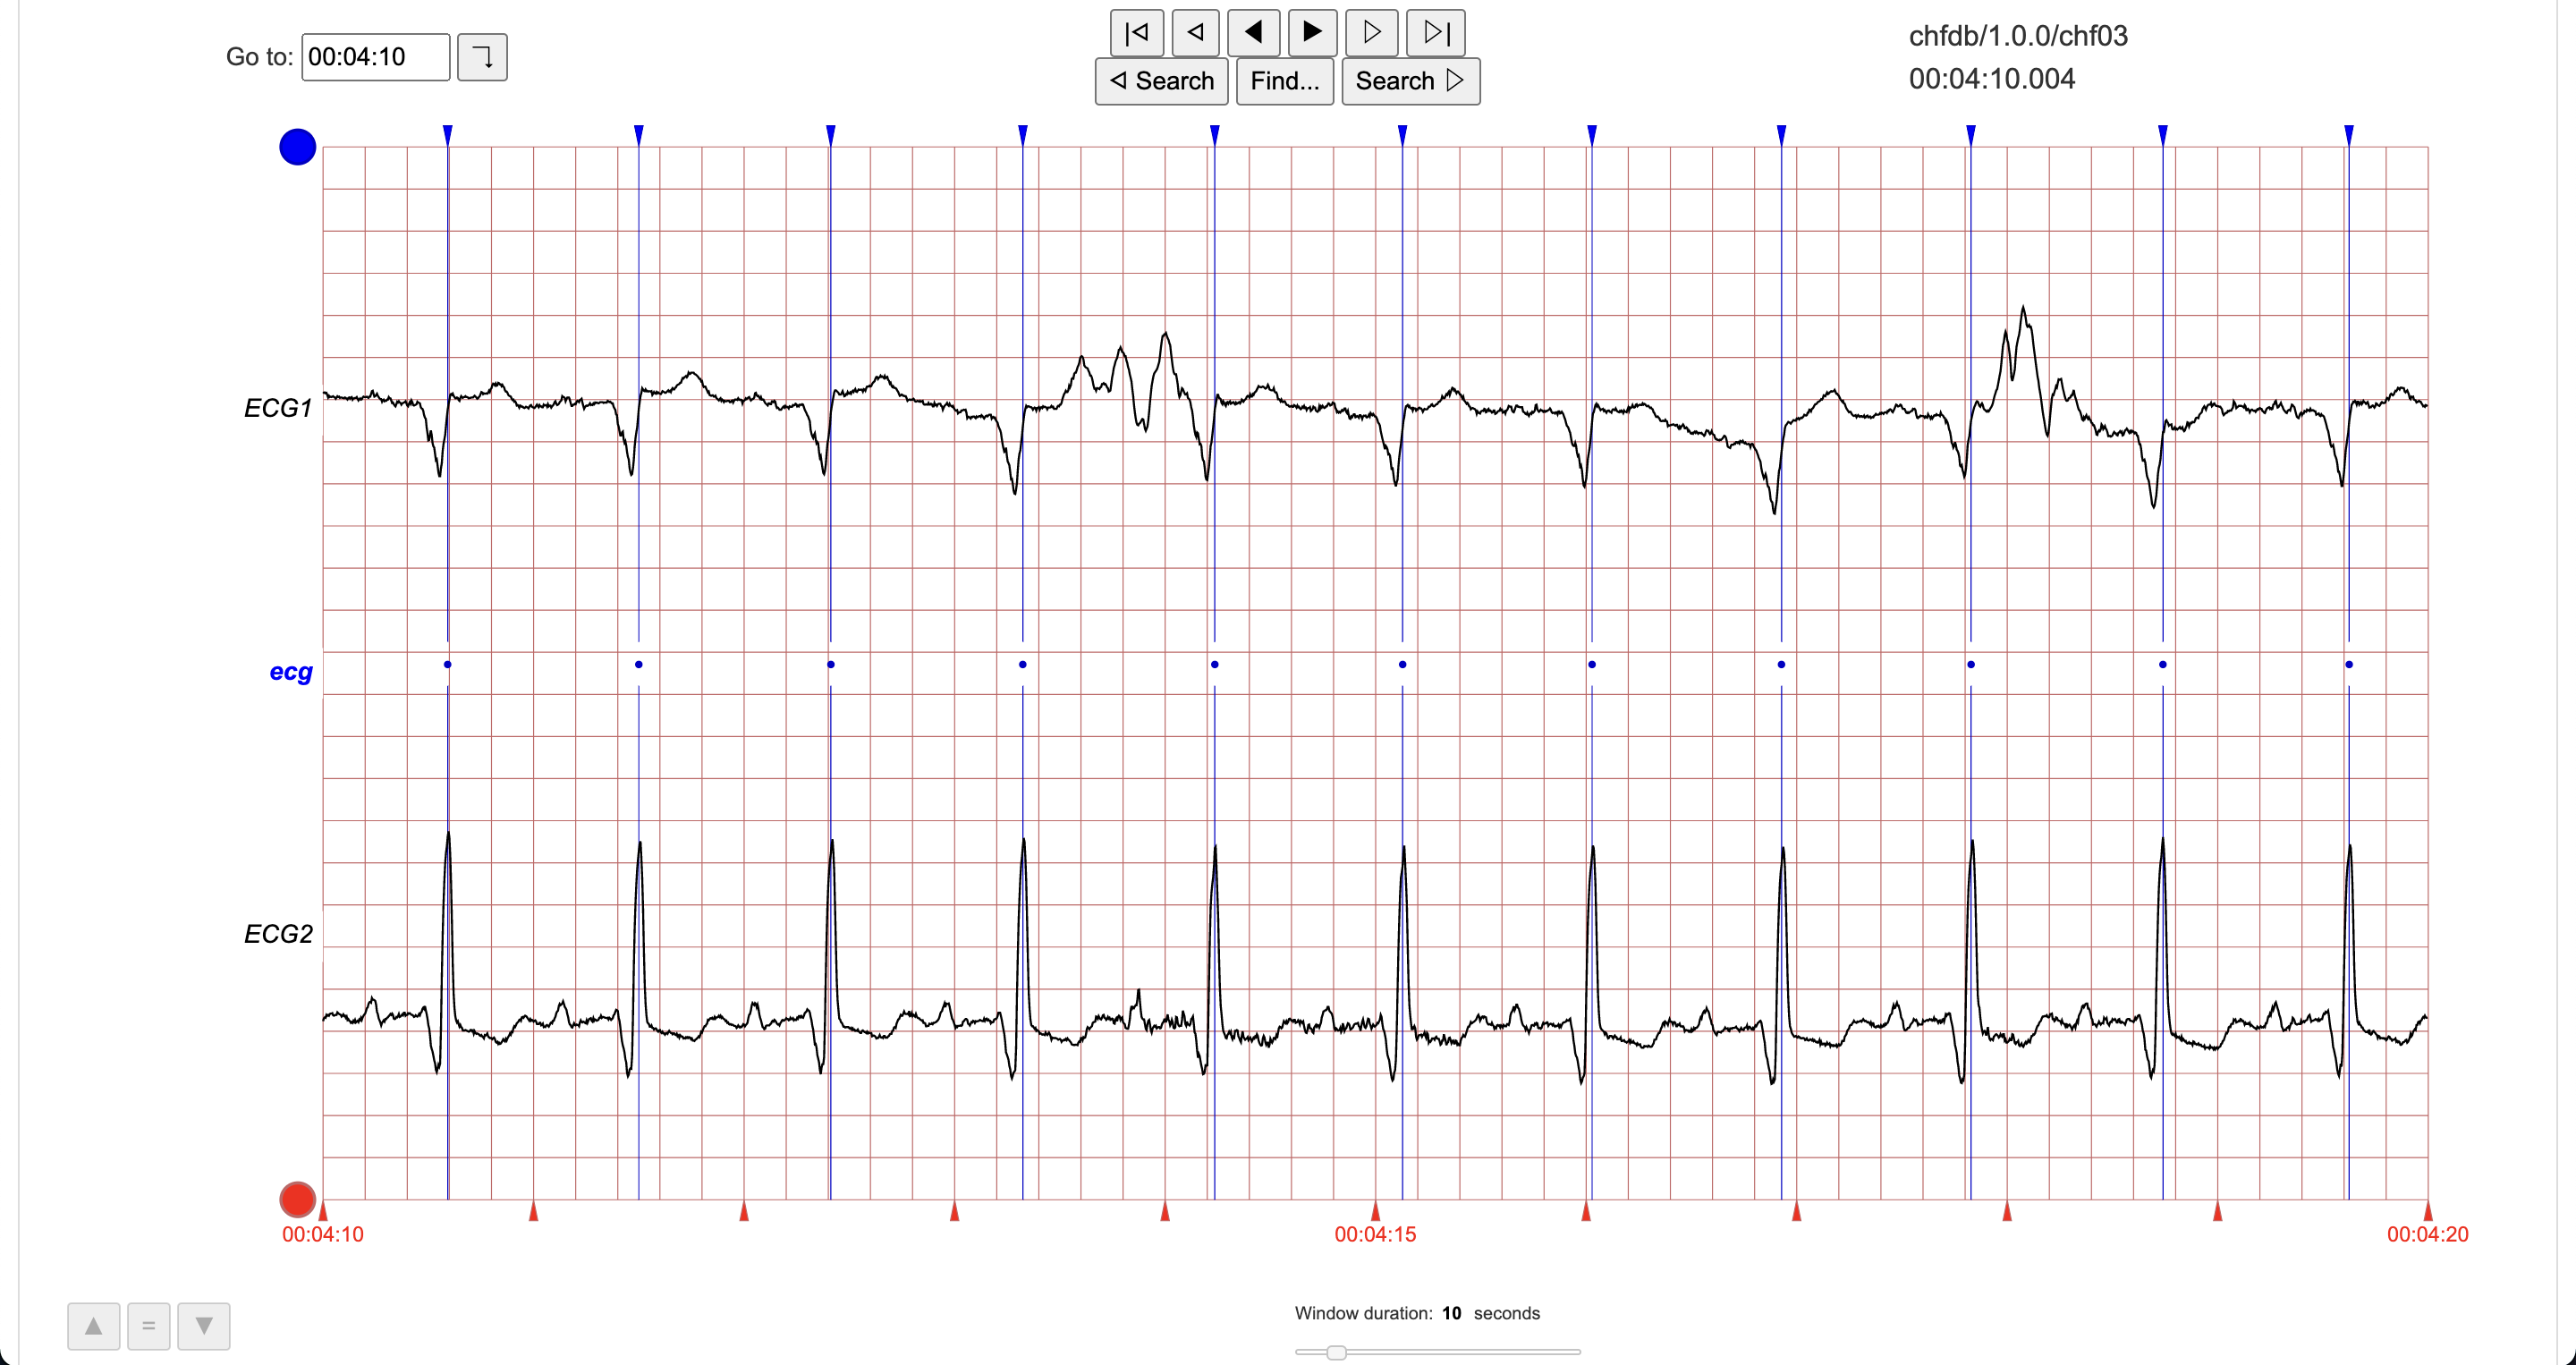 Go to: 00:04:10
◁ Search Find... Search ▷
chfdb/1.0.0/chf03
00:04:10.004
ECG1
ecg
ECG2
00:04:10 00:04:15 00:04:20
=
Window duration: 10 seconds